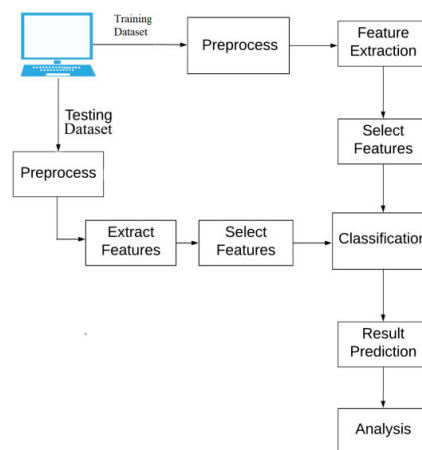 Training
Dataset
Preprocess
Feature
Extraction
Testing
Dataset
Select
Features
Preprocess
Extract
Features
Select
Features
Classification
Result
Prediction
Analysis